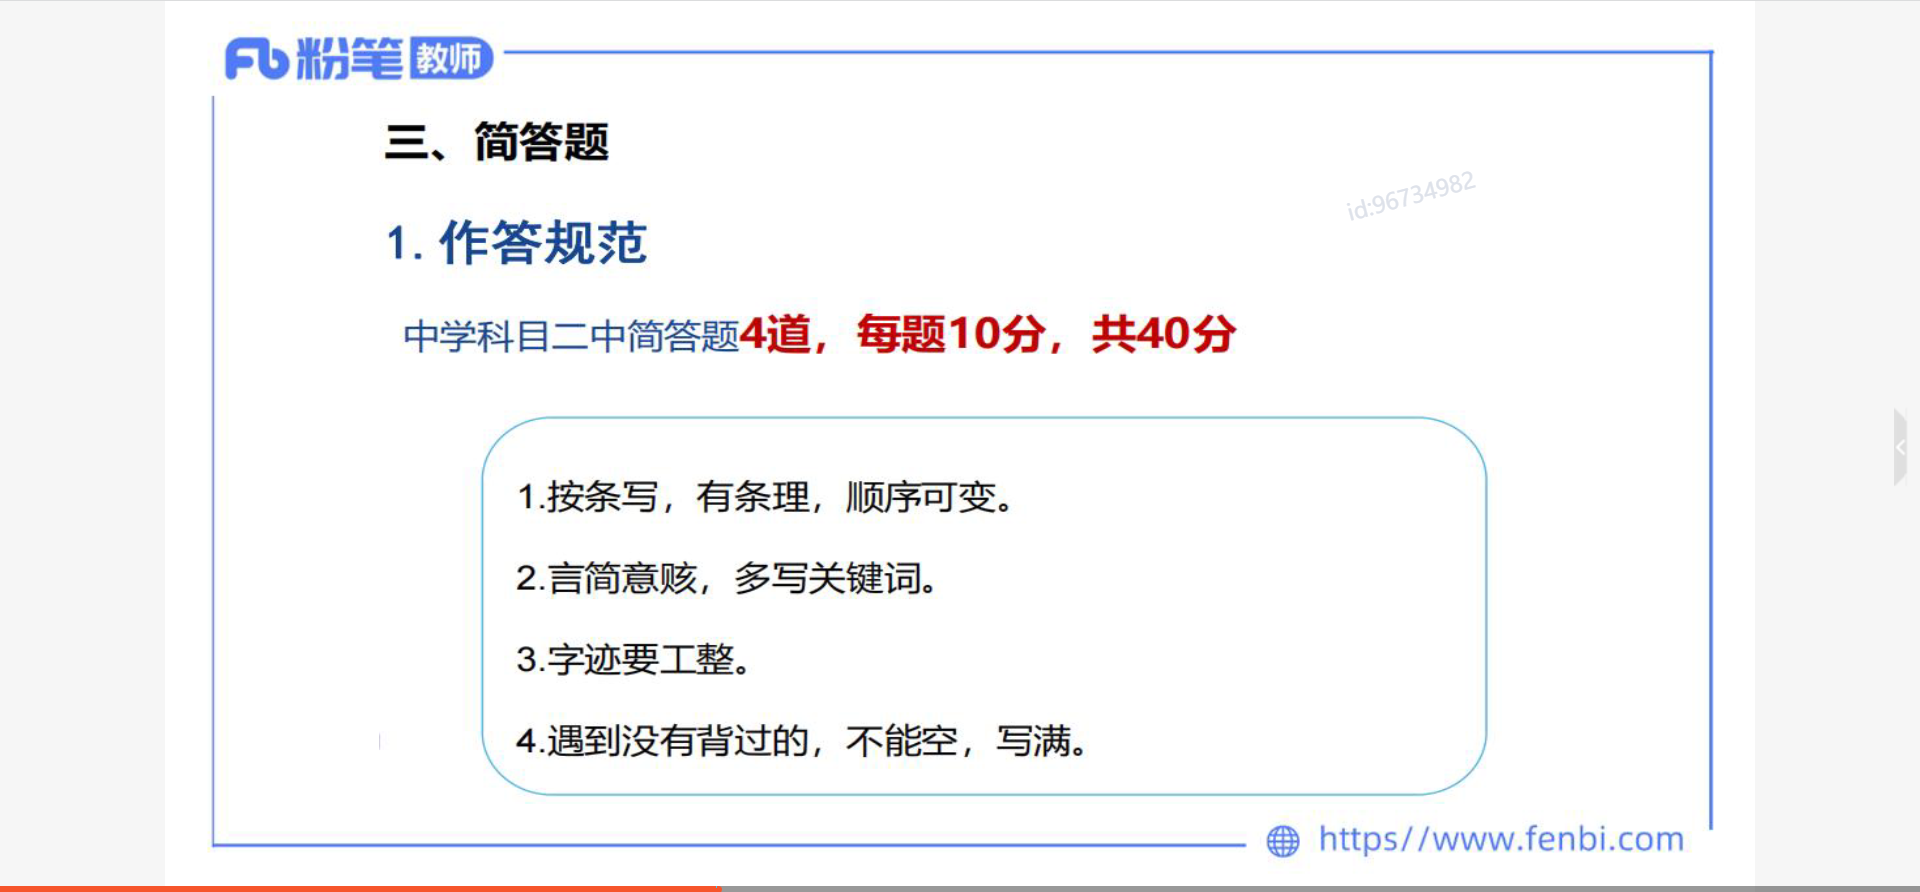 粉笔教师
三、简答题
id:96734982
1. 作答规范
中学科目二中简答题4道，每题10分，共40分
1.按条写，有条理，顺序可变。
2.言简意赅，多写关键词。
3.字迹要工整。
4.遇到没有背过的，不能空，写满。
https//www.fenbi.com